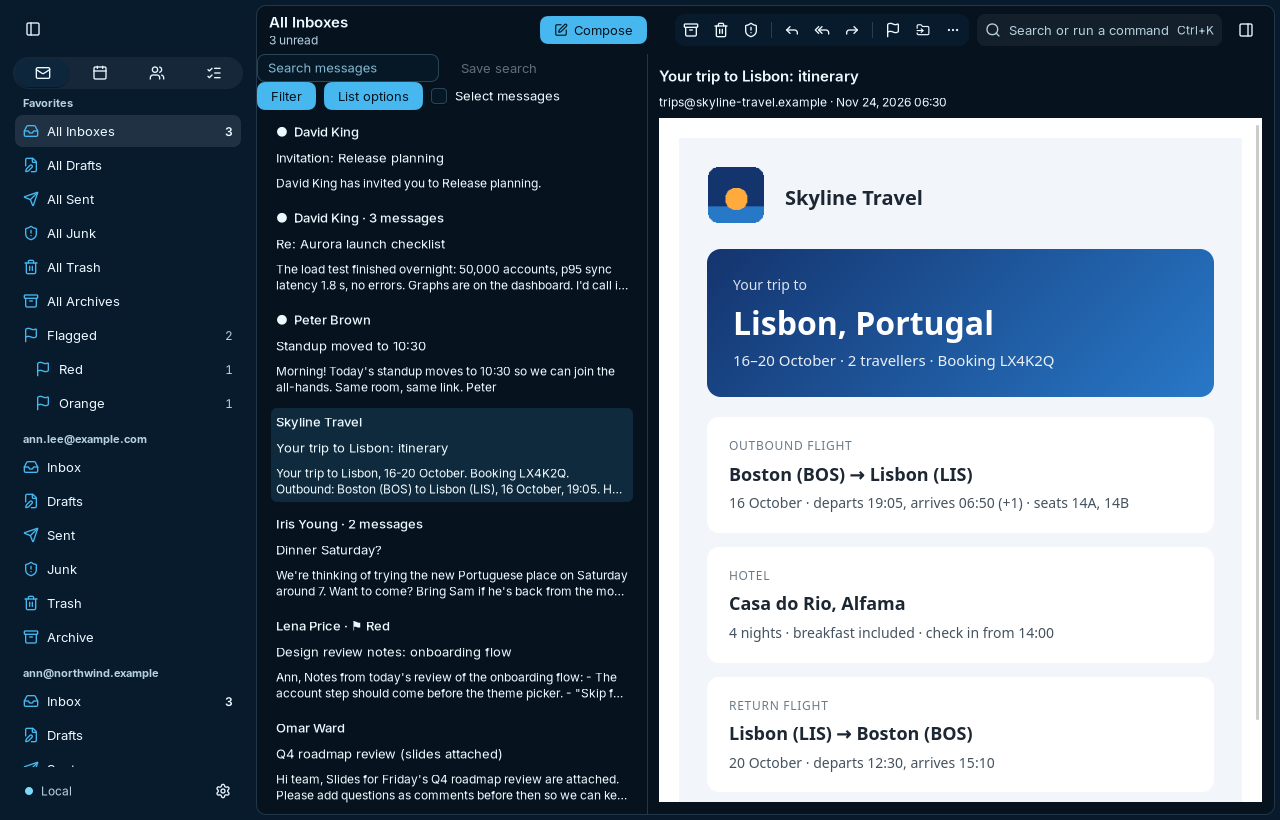 All Inboxes
3 unread
Compose
Search or run a command Ctrl+K
Search messages
Save search
Filter
List options
Select messages
Favorites
All Inboxes 3
All Drafts
All Sent
All Junk
All Trash
All Archives
Flagged 2
Red 1
Orange 1
ann.lee@example.com
Inbox
Drafts
Sent
Junk
Trash
Archive
ann@northwind.example
Inbox 3
Drafts
Local
David King
Invitation: Release planning
David King has invited you to Release planning.
David King · 3 messages
Re: Aurora launch checklist
The load test finished overnight: 50,000 accounts, p95 sync
latency 1.8 s, no errors. Graphs are on the dashboard. I'd call i...
Peter Brown
Standup moved to 10:30
Morning! Today's standup moves to 10:30 so we can join the
all-hands. Same room, same link. Peter
Skyline Travel
Your trip to Lisbon: itinerary
Your trip to Lisbon, 16-20 October. Booking LX4K2Q.
Outbound: Boston (BOS) to Lisbon (LIS), 16 October, 19:05. H...
Iris Young · 2 messages
Dinner Saturday?
We're thinking of trying the new Portuguese place on Saturday
around 7. Want to come? Bring Sam if he's back from the mo...
Lena Price · ⚑ Red
Design review notes: onboarding flow
Ann, Notes from today's review of the onboarding flow: - The
account step should come before the theme picker. - "Skip f...
Omar Ward
Q4 roadmap review (slides attached)
Hi team, Slides for Friday's Q4 roadmap review are attached.
Please add questions as comments before then so we can ke...
Your trip to Lisbon: itinerary
trips@skyline-travel.example · Nov 24, 2026 06:30
Skyline Travel
Your trip to
Lisbon, Portugal
16–20 October · 2 travellers · Booking LX4K2Q
OUTBOUND FLIGHT
Boston (BOS) → Lisbon (LIS)
16 October · departs 19:05, arrives 06:50 (+1) · seats 14A, 14B
HOTEL
Casa do Rio, Alfama
4 nights · breakfast included · check in from 14:00
RETURN FLIGHT
Lisbon (LIS) → Boston (BOS)
20 October · departs 12:30, arrives 15:10